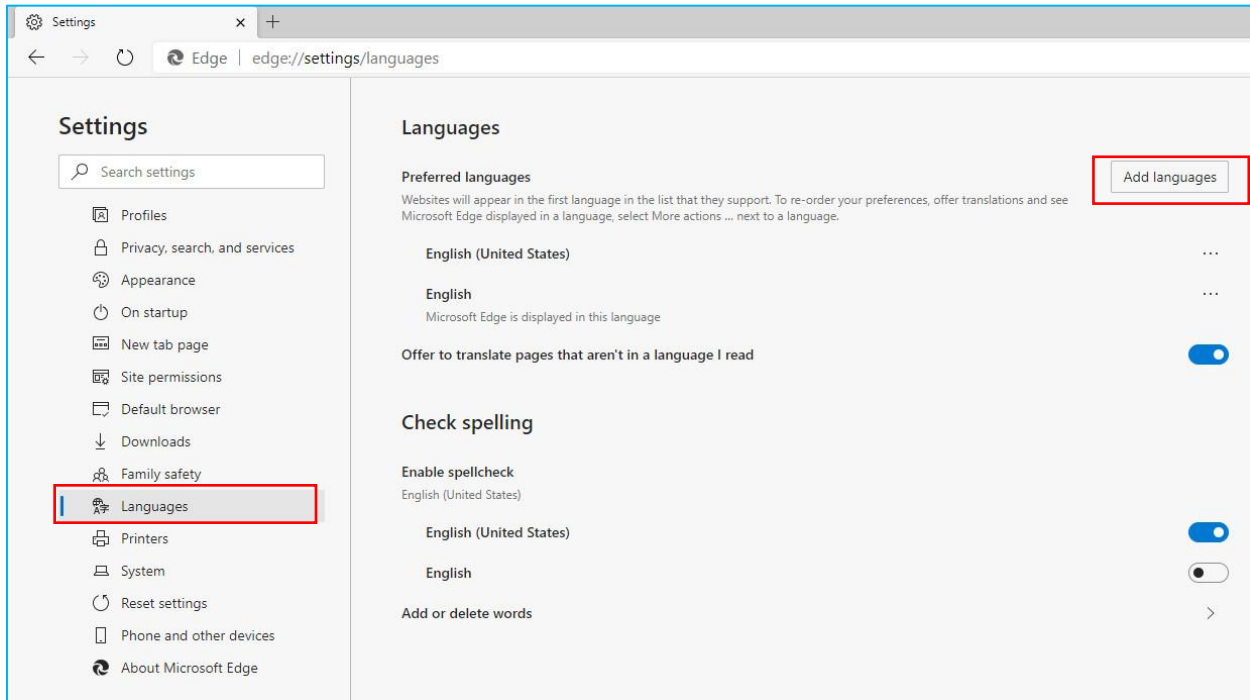 Settings
Edge | edge://settings/languages
Settings
Search settings
Profiles
Privacy, search, and services
Appearance
On startup
New tab page
Site permissions
Default browser
Downloads
Family safety
Languages
Printers
System
Reset settings
Phone and other devices
About Microsoft Edge
Languages
Preferred languages
Add languages
Websites will appear in the first language in the list that they support. To re-order your preferences, offer translations and see
Microsoft Edge displayed in a language, select More actions ... next to a language.
English (United States)
English
Microsoft Edge is displayed in this language
Offer to translate pages that aren't in a language I read
Check spelling
Enable spellcheck
English (United States)
English (United States)
English
Add or delete words